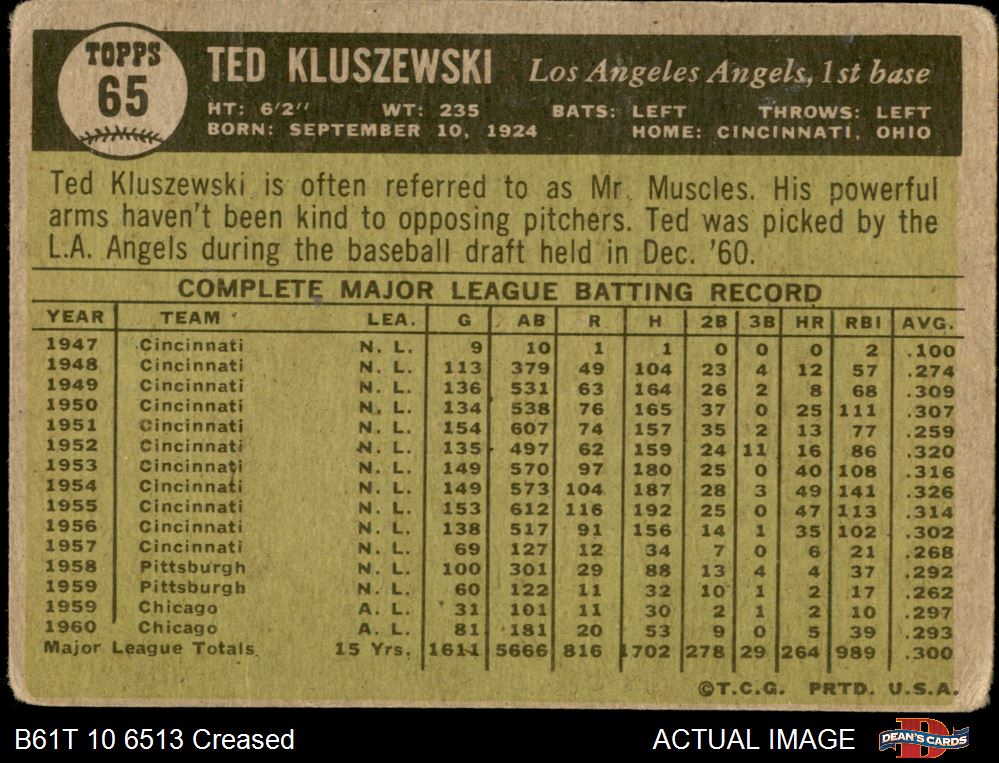 TOPPS
65
TED KLUSZEWSKI Los Angeles Angels, 1st base
HT: 6'2" WT: 235 BATS: LEFT THROWS: LEFT
BORN: SEPTEMBER 10, 1924 HOME: CINCINNATI, OHIO
Ted Kluszewski is often referred to as Mr. Muscles. His powerful
arms haven't been kind to opposing pitchers. Ted was picked by the
L.A. Angels during the baseball draft held in Dec. '60.
COMPLETE MAJOR LEAGUE BATTING RECORD
YEAR TEAM LEA. G AB R H 2B 3B HR RBI AVG.
1947 Cincinnati N. L. 9 10 1 1 0 0 0 2 .100
1948 Cincinnati N. L. 113 379 49 104 23 4 12 57 .274
1949 Cincinnati N. L. 136 531 63 164 26 2 8 68 .309
1950 Cincinnati N. L. 134 538 76 165 37 0 25 111 .307
1951 Cincinnati N. L. 154 607 74 157 35 2 13 77 .259
1952 Cincinnati N. L. 135 497 62 159 24 11 16 86 .320
1953 Cincinnati N. L. 149 570 97 180 25 0 40 108 .316
1954 Cincinnati N. L. 149 573 104 187 28 3 49 141 .326
1955 Cincinnati N. L. 153 612 116 192 25 0 47 113 .314
1956 Cincinnati N. L. 138 517 91 156 14 1 35 102 .302
1957 Cincinnati N. L. 69 127 12 34 7 0 6 21 .268
1958 Pittsburgh N. L. 100 301 29 88 13 4 4 37 .292
1959 Pittsburgh N. L. 60 122 11 32 10 1 2 17 .262
1959 Chicago A. L. 31 101 11 30 2 1 2 10 .297
1960 Chicago A. L. 81 181 20 53 9 0 5 39 .293
Major League Totals 15 Yrs. 1611 5666 816 1702 278 29 264 989 .300
©T.C.G. PRTD. U.S.A.
B61T 10 6513 Creased ACTUAL IMAGE DEAN'S CARDS